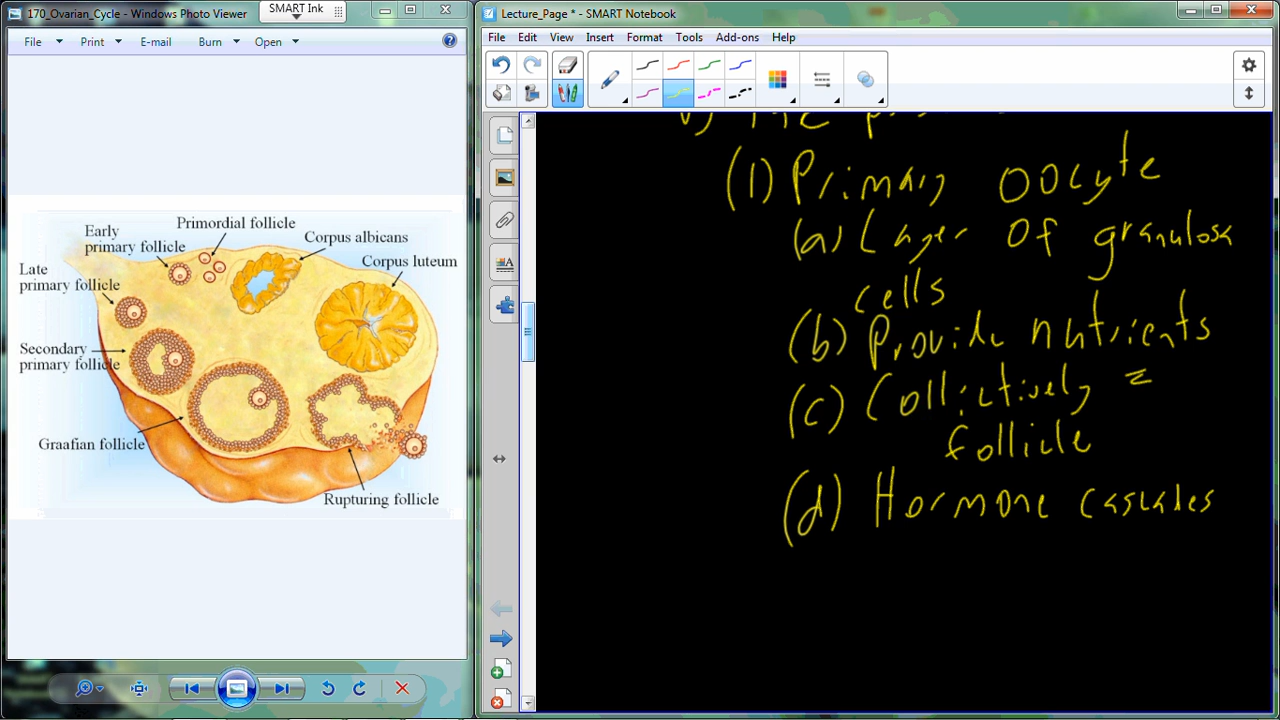 170_Ovarian_Cycle - Windows Photo Viewer
SMART Ink
File Print E-mail Burn Open
Primordial follicle
Early
primary follicle
Corpus albicans
Corpus luteum
Late
primary follicle
Secondary
primary follicle
Graafian follicle
Rupturing follicle
Lecture_Page * - SMART Notebook
File Edit View Insert Format Tools Add-ons Help
(1) Primary oocyte
(a) Layer of granulosa
cells
(b) Provide nutrients
(c) Collictively =
follicle
(d) Hormone cascades